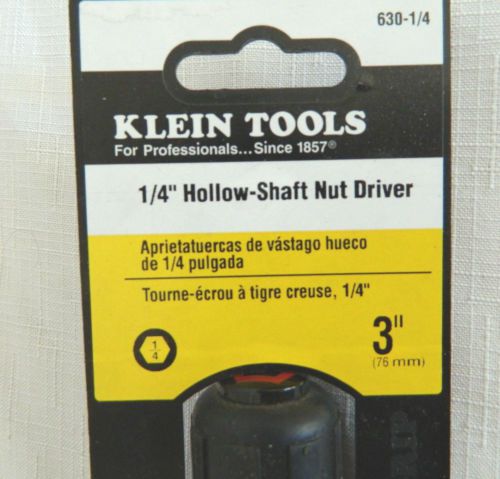 630-1/4
KLEIN TOOLS
For Professionals...Since 1857®
1/4" Hollow-Shaft Nut Driver
Aprietatuercas de vástago hueco
de 1/4 pulgada
Tourne-écrou à tigre creuse, 1/4"
1/4
3"
(76 mm)